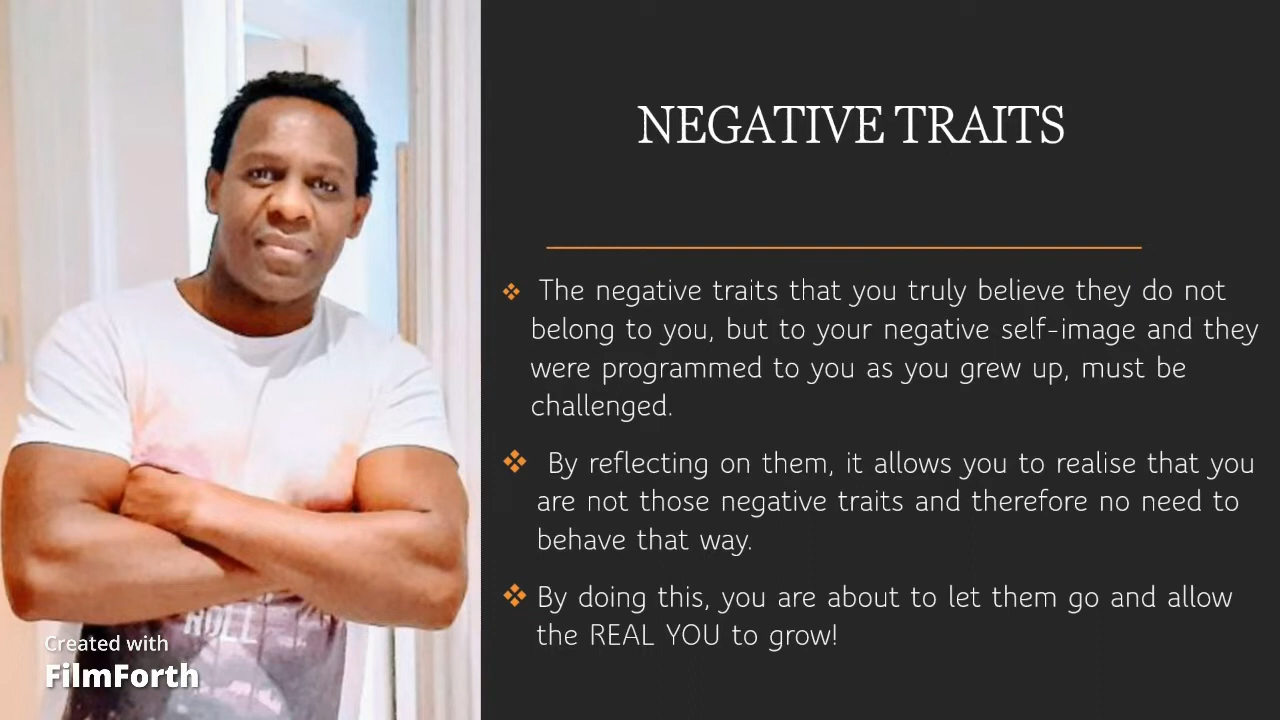 NEGATIVE TRAITS
The negative traits that you truly believe they do not
belong to you, but to your negative self-image and they
were programmed to you as you grew up, must be
challenged.
By reflecting on them, it allows you to realise that you
are not those negative traits and therefore no need to
behave that way.
By doing this, you are about to let them go and allow
the REAL YOU to grow!
Created with
FilmForth